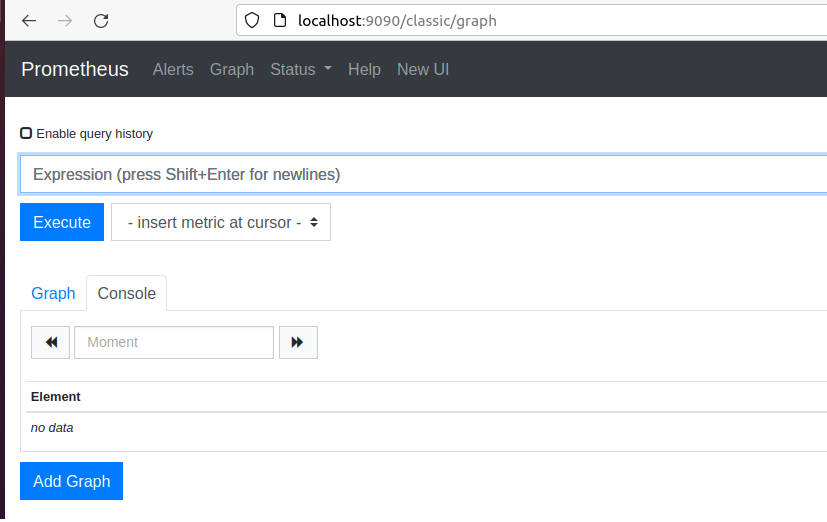 localhost:9090/classic/graph
Prometheus Alerts Graph Status Help New UI
Enable query history
Expression (press Shift+Enter for newlines)
Execute - insert metric at cursor -
Graph Console
Moment
Element
no data
Add Graph